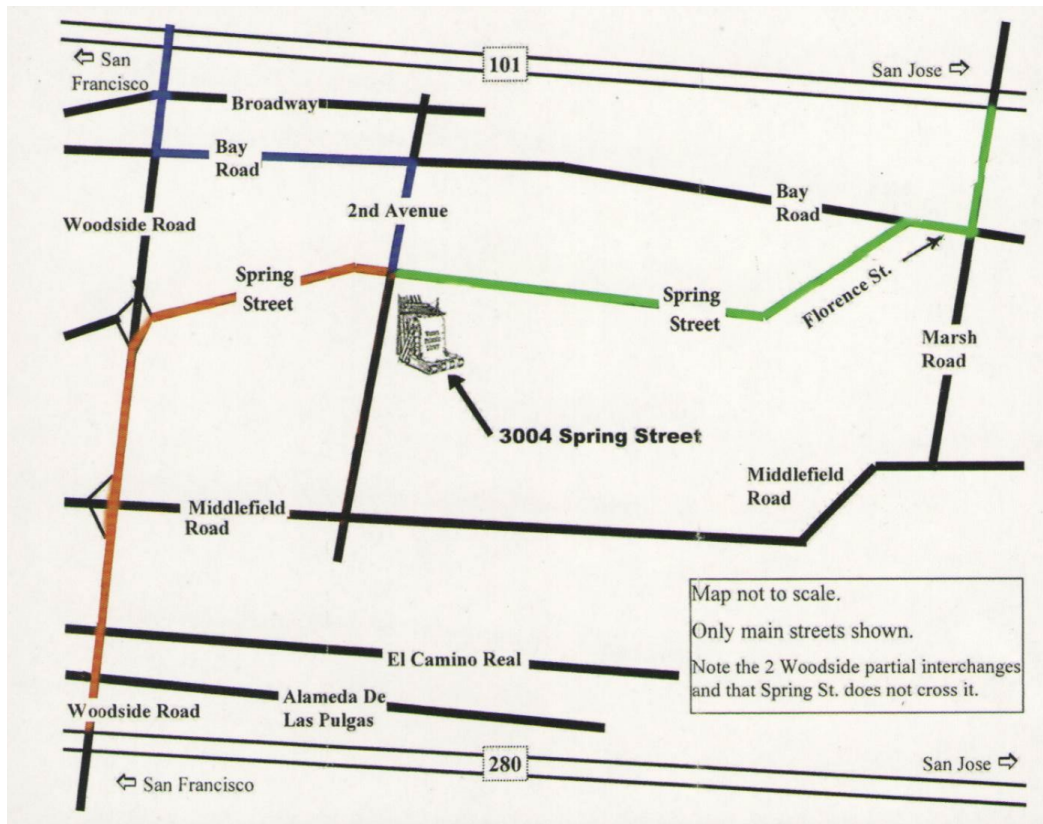 San
Francisco
101
San Jose
Broadway
Bay
Road
2nd Avenue
Bay
Road
Woodside Road
Spring
Street
Spring
Street
Florence St.
Marsh
Road
3004 Spring Street
Middlefield
Road
Middlefield
Road
Map not to scale.
Only main streets shown.
Note the 2 Woodside partial interchanges
and that Spring St. does not cross it.
El Camino Real
Alameda De
Las Pulgas
Woodside Road
280
San Jose
San Francisco